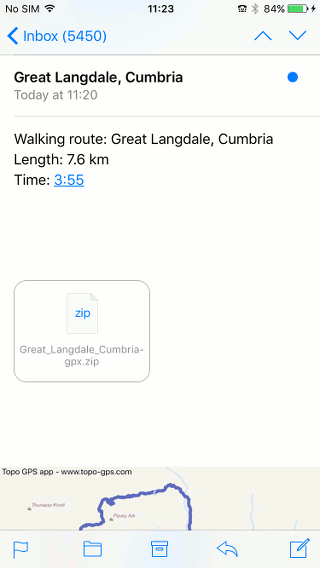 No SIM 11:23 84%
Inbox (5450)
Great Langdale, Cumbria
Today at 11:20
Walking route: Great Langdale, Cumbria
Length: 7.6 km
Time: 3:55
zip
Great_Langdale_Cumbria-
gpx.zip
Topo GPS app - www.topo-gps.com
Thunacar Knott
Pavey Ark